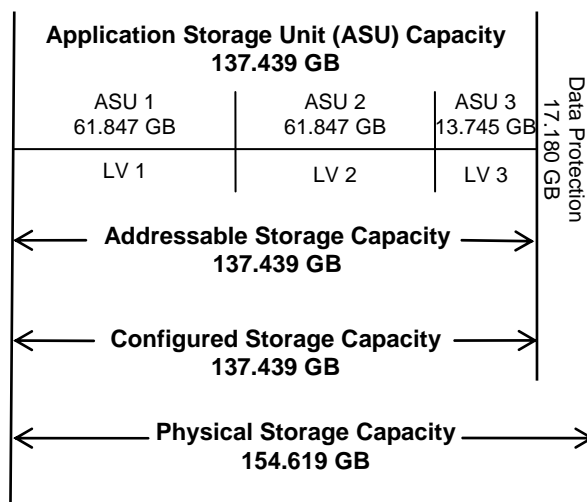 Application Storage Unit (ASU) Capacity
137.439 GB
ASU 1
61.847 GB
ASU 2
61.847 GB
ASU 3
13.745 GB
Data Protection
17.180 GB
LV 1
LV 2
LV 3
Addressable Storage Capacity
137.439 GB
Configured Storage Capacity
137.439 GB
Physical Storage Capacity
154.619 GB